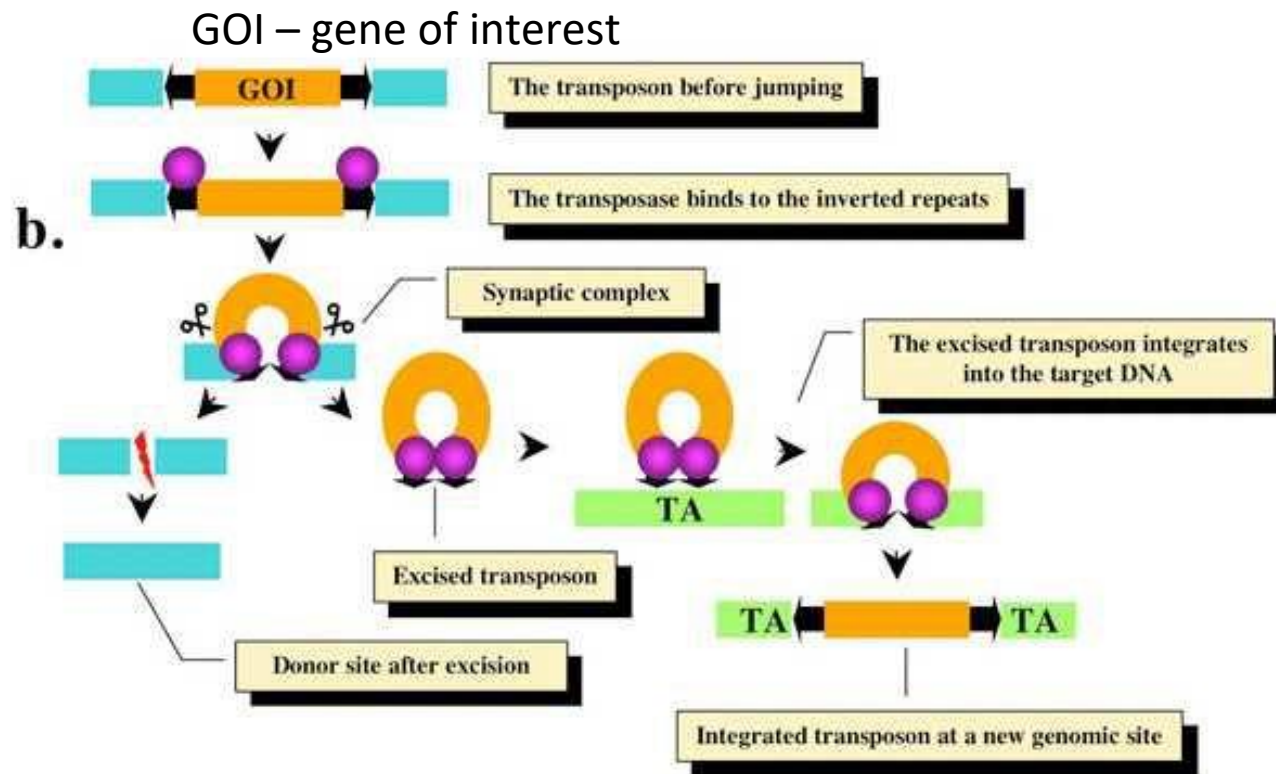 GOI – gene of interest
GOI
The transposon before jumping
The transposase binds to the inverted repeats
b.
Synaptic complex
The excised transposon integrates
into the target DNA
TA
Excised transposon
TA
TA
Donor site after excision
Integrated transposon at a new genomic site